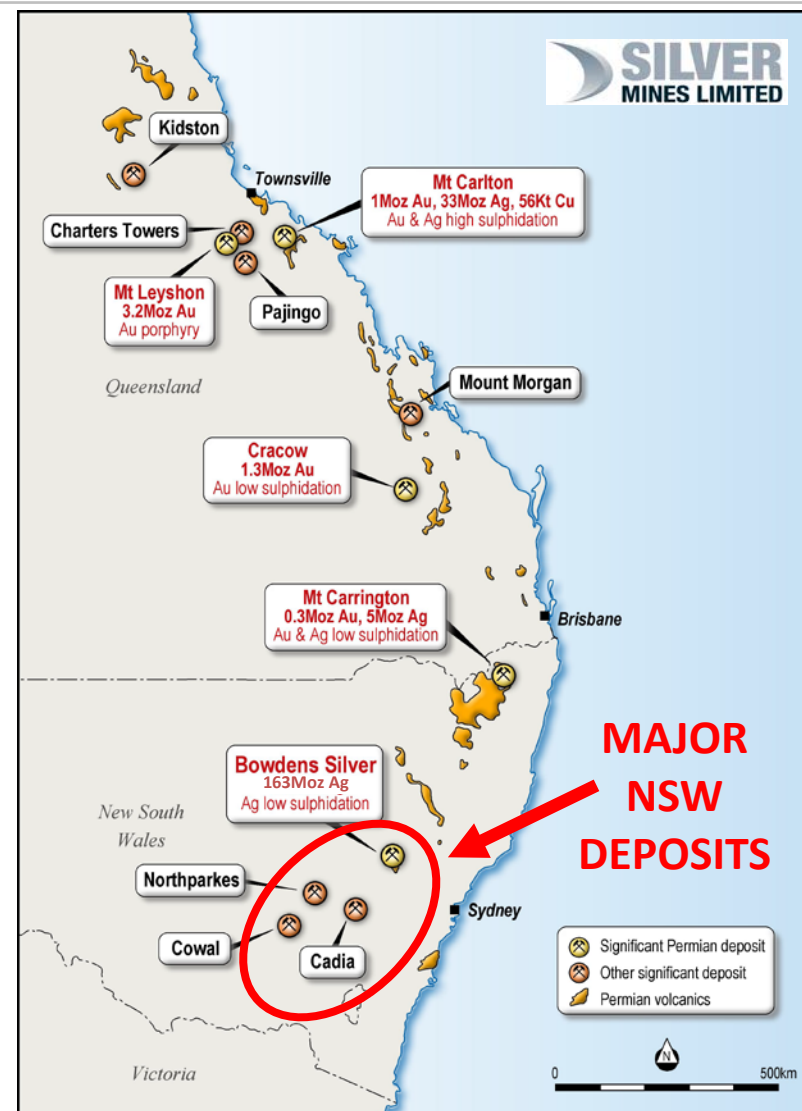 SILVER
MINES LIMITED
Kidston
Townsville
Mt Carlton
1Moz Au, 33Moz Ag, 56Kt Cu
Au & Ag high sulphidation
Charters Towers
Mt Leyshon
3.2Moz Au
Au porphyry
Pajingo
Queensland
Mount Morgan
Cracow
1.3Moz Au
Au low sulphidation
Mt Carrington
0.3Moz Au, 5Moz Ag
Au & Ag low sulphidation
Brisbane
MAJOR
NSW
DEPOSITS
Bowdens Silver
163Moz Ag
Ag low sulphidation
New South
Wales
Northparkes
Cowal
Cadia
Sydney
Significant Permian deposit
Other significant deposit
Permian volcanics
Victoria
N
0
500km